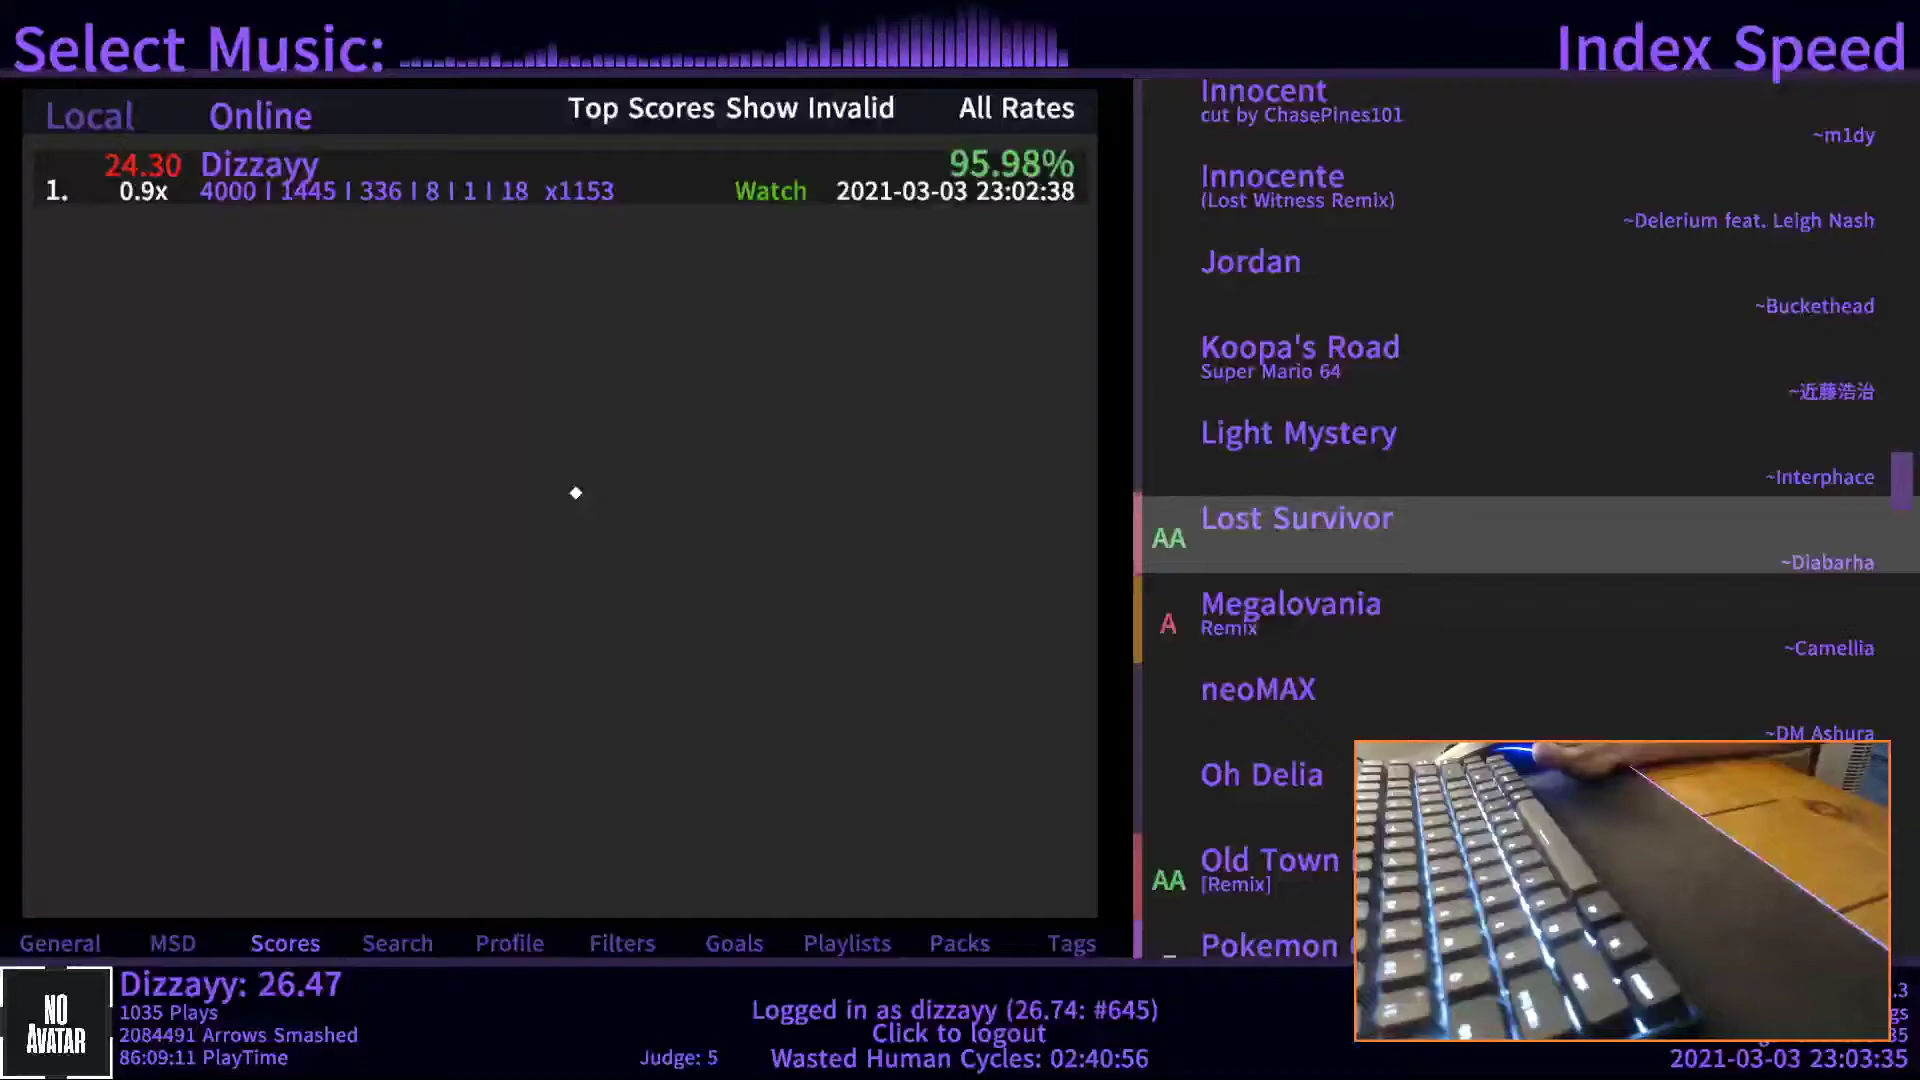 Select Music:
Index Speed
Local Online Top Scores Show Invalid All Rates
24.30 Dizzayy 95.98%
1. 0.9x 4000 | 1445 | 336 | 8 | 1 | 18 x1153 Watch 2021-03-03 23:02:38
Innocent
cut by ChasePines101
~m1dy
Innocente
(Lost Witness Remix)
~Delerium feat. Leigh Nash
Jordan
~Buckethead
Koopa's Road
Super Mario 64
~近藤浩治
Light Mystery
~Interphace
Lost Survivor
AA
~Diabarha
Megalovania
A
Remix
~Camellia
neoMAX
~DM Ashura
Oh Delia
Old Town
AA
[Remix]
Pokemon
General MSD Scores Search Profile Filters Goals Playlists Packs Tags
NO
AVATAR
Dizzayy: 26.47
1035 Plays
2084491 Arrows Smashed
86:09:11 PlayTime
Judge: 5
Logged in as dizzayy (26.74: #645)
Click to logout
Wasted Human Cycles: 02:40:56
.3
gs
35
2021-03-03 23:03:35